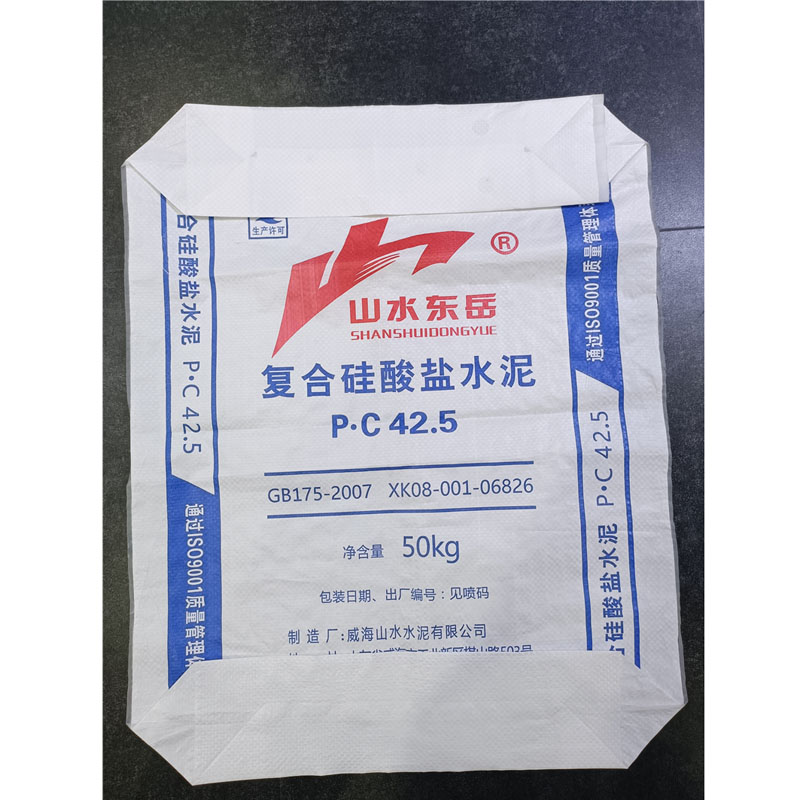 生产许可
®
山水东岳
SHANSHUIDONGYUE
复合硅酸盐水泥
P·C 42.5
GB175-2007 XK08-001-06826
净含量 50kg
包装日期、出厂编号：见喷码
制造厂：威海山水水泥有限公司
合硅酸盐水泥 P·C 42.5
通过ISO9001质量管理体
通过ISO9001质量管理体
合硅酸盐水泥 P·C 42.5